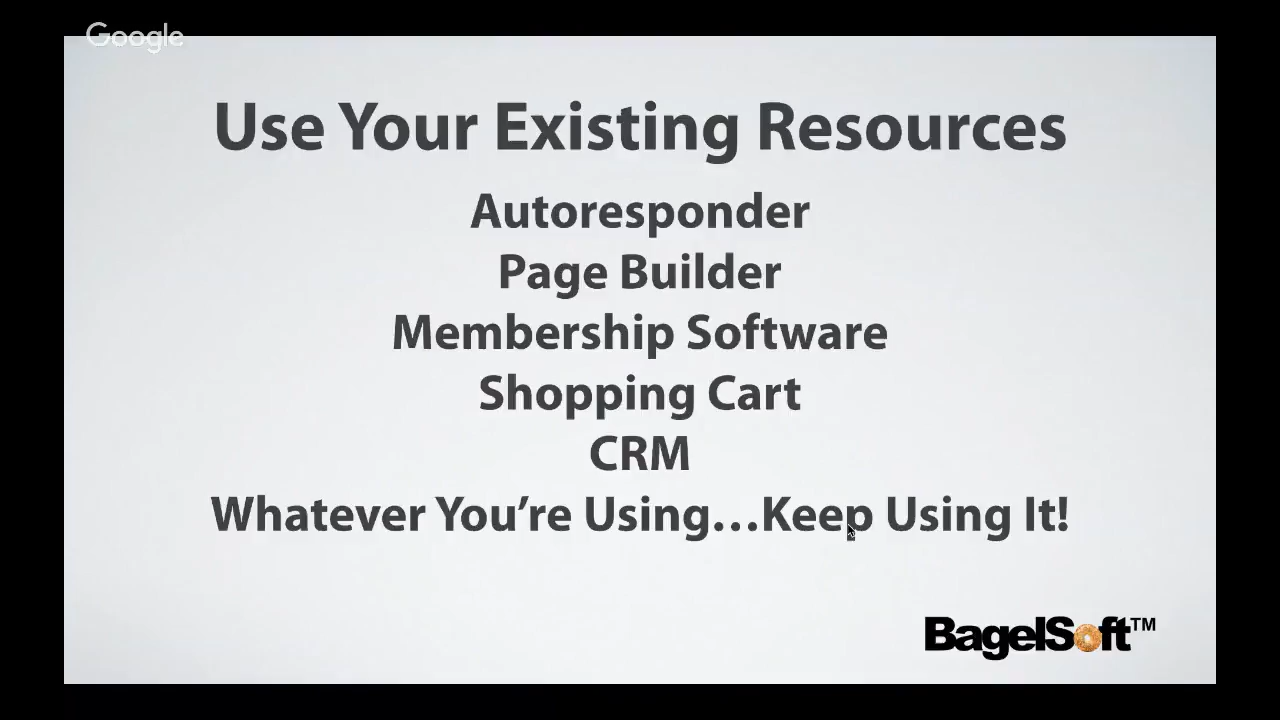 Google
Use Your Existing Resources
Autoresponder
Page Builder
Membership Software
Shopping Cart
CRM
Whatever You’re Using…Keep Using It!
BagelSoft™